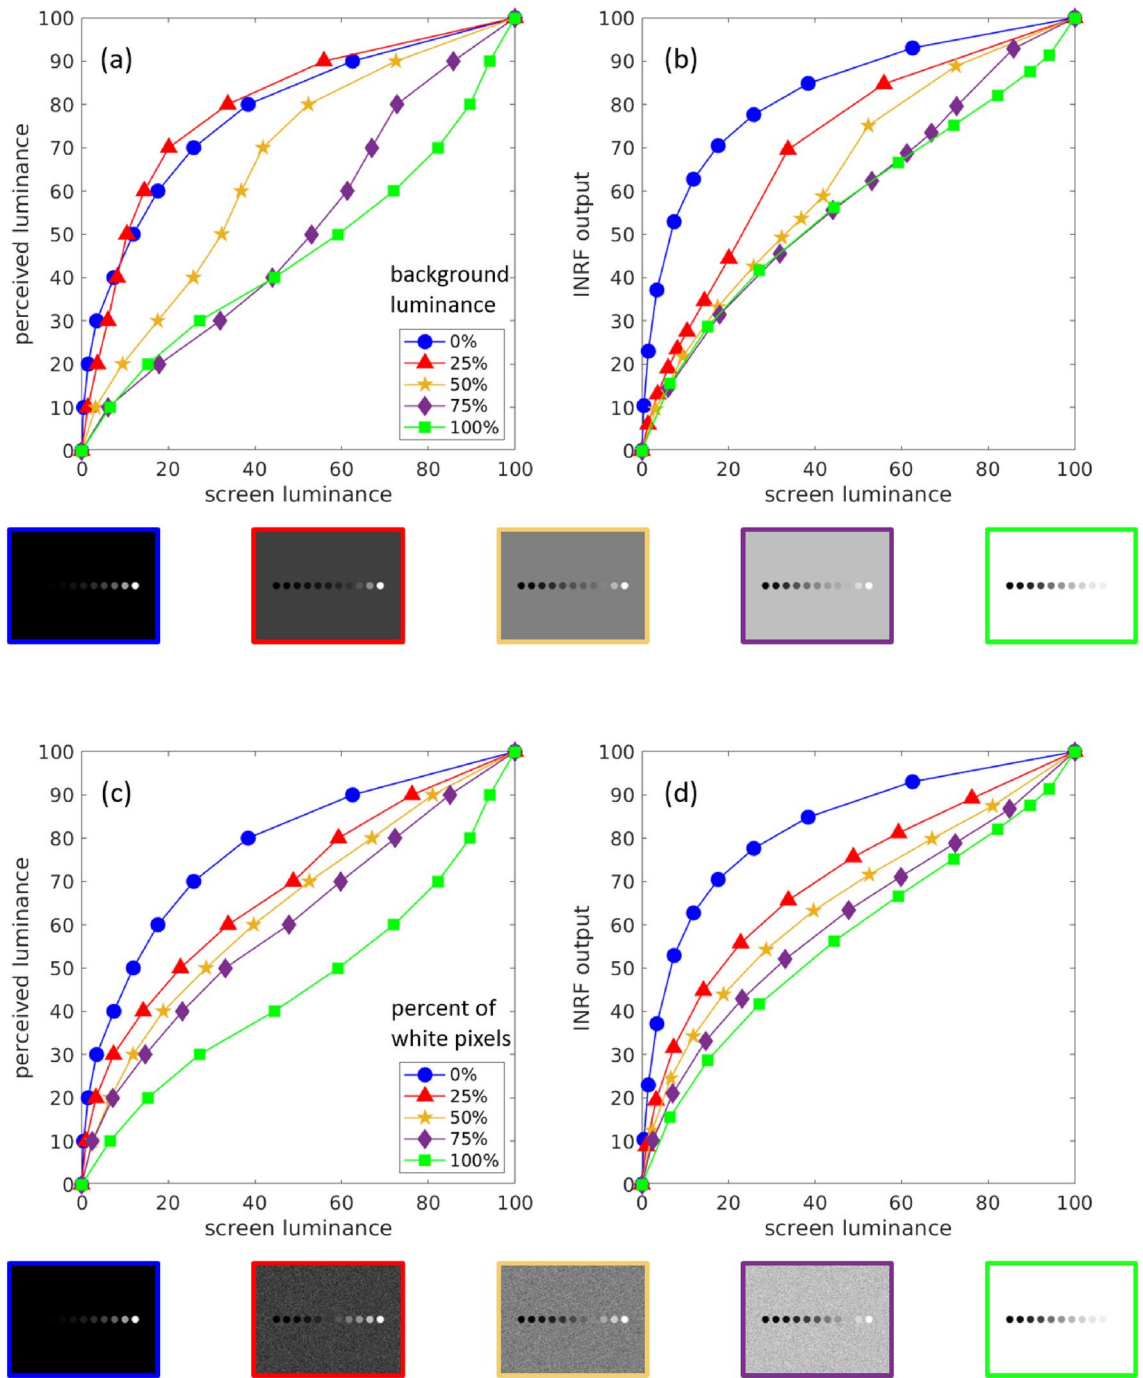 (a)
perceived luminance
100
90
80
70
60
50
40
30
20
10
0
0 20 40 60 80 100
screen luminance
background
luminance
0%
25%
50%
75%
100%
(b)
INRF output
100
90
80
70
60
50
40
30
20
10
0
0 20 40 60 80 100
screen luminance
(c)
perceived luminance
100
90
80
70
60
50
40
30
20
10
0
0 20 40 60 80 100
screen luminance
percent of
white pixels
0%
25%
50%
75%
100%
(d)
INRF output
100
90
80
70
60
50
40
30
20
10
0
0 20 40 60 80 100
screen luminance